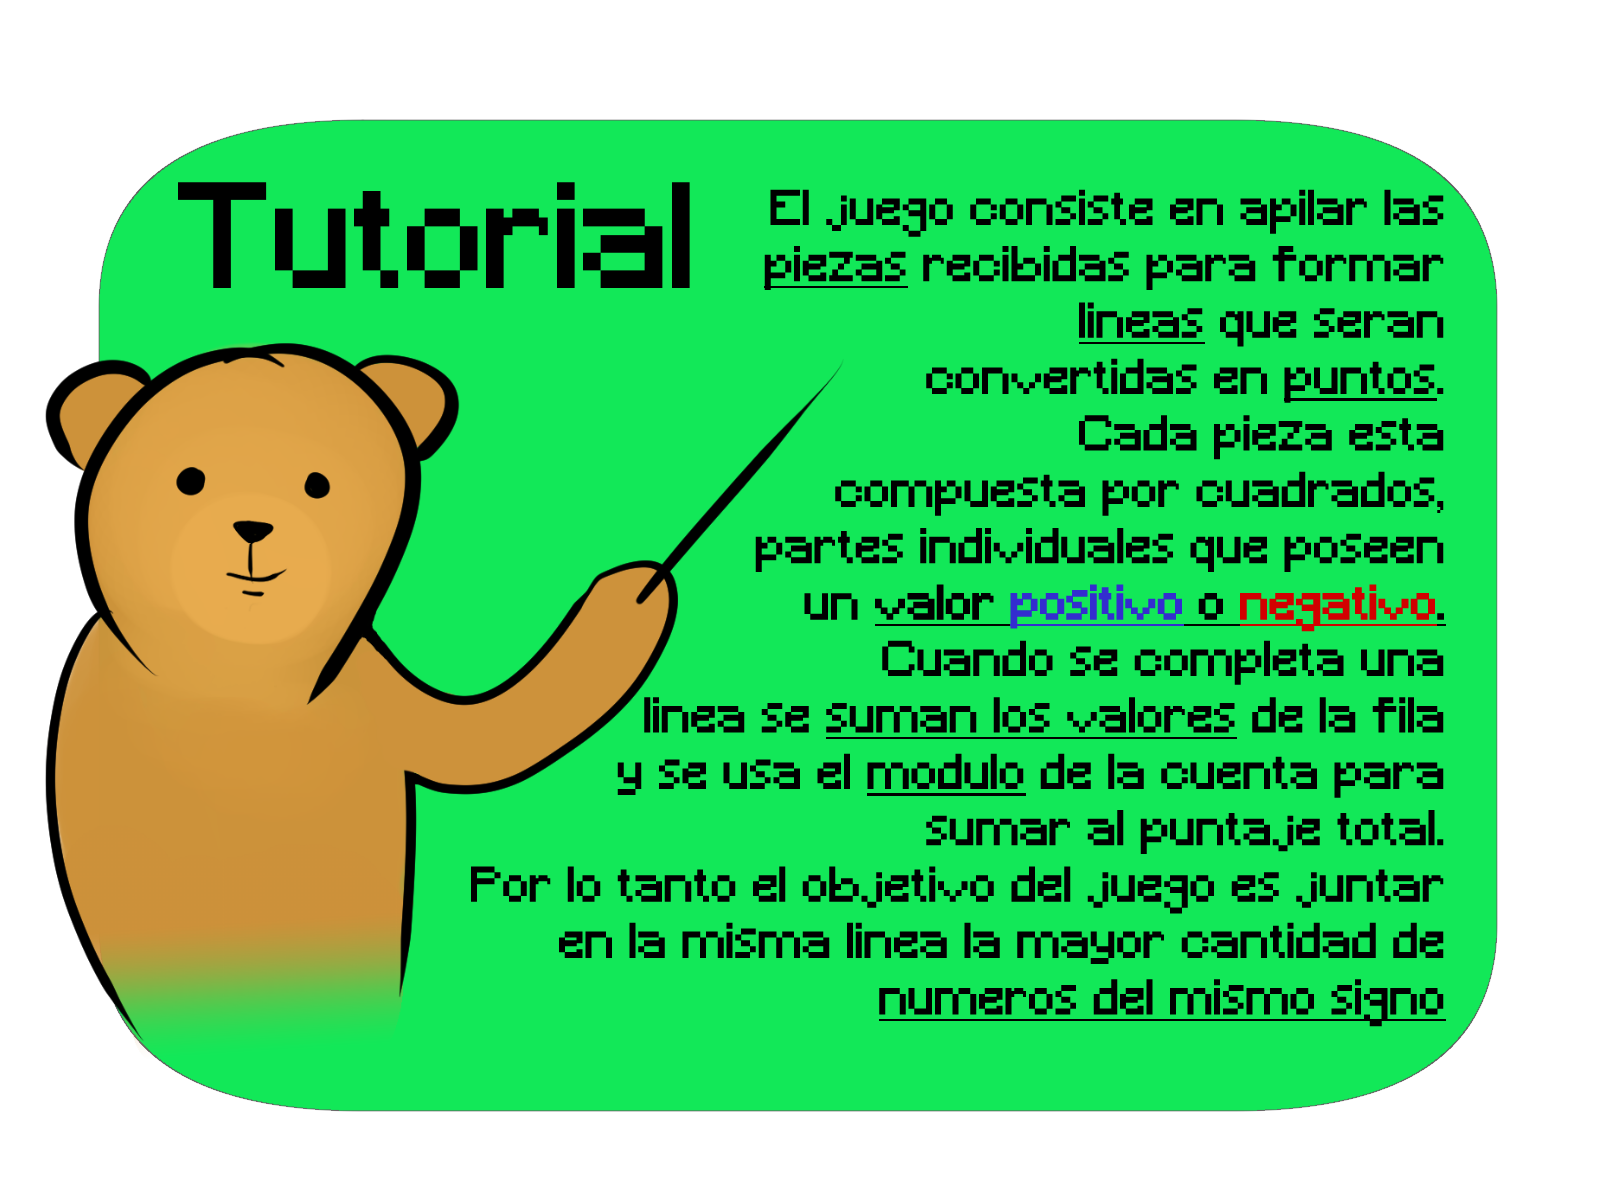 Tutorial
El juego consiste en apilar las
piezas recibidas para formar
lineas que seran
convertidas en puntos.
Cada pieza esta
compuesta por cuadrados,
partes individuales que poseen
un valor positivo o negativo.
Cuando se completa una
linea se suman los valores de la fila
y se usa el modulo de la cuenta para
sumar al puntaje total.
Por lo tanto el objetivo del juego es juntar
en la misma linea la mayor cantidad de
numeros del mismo signo